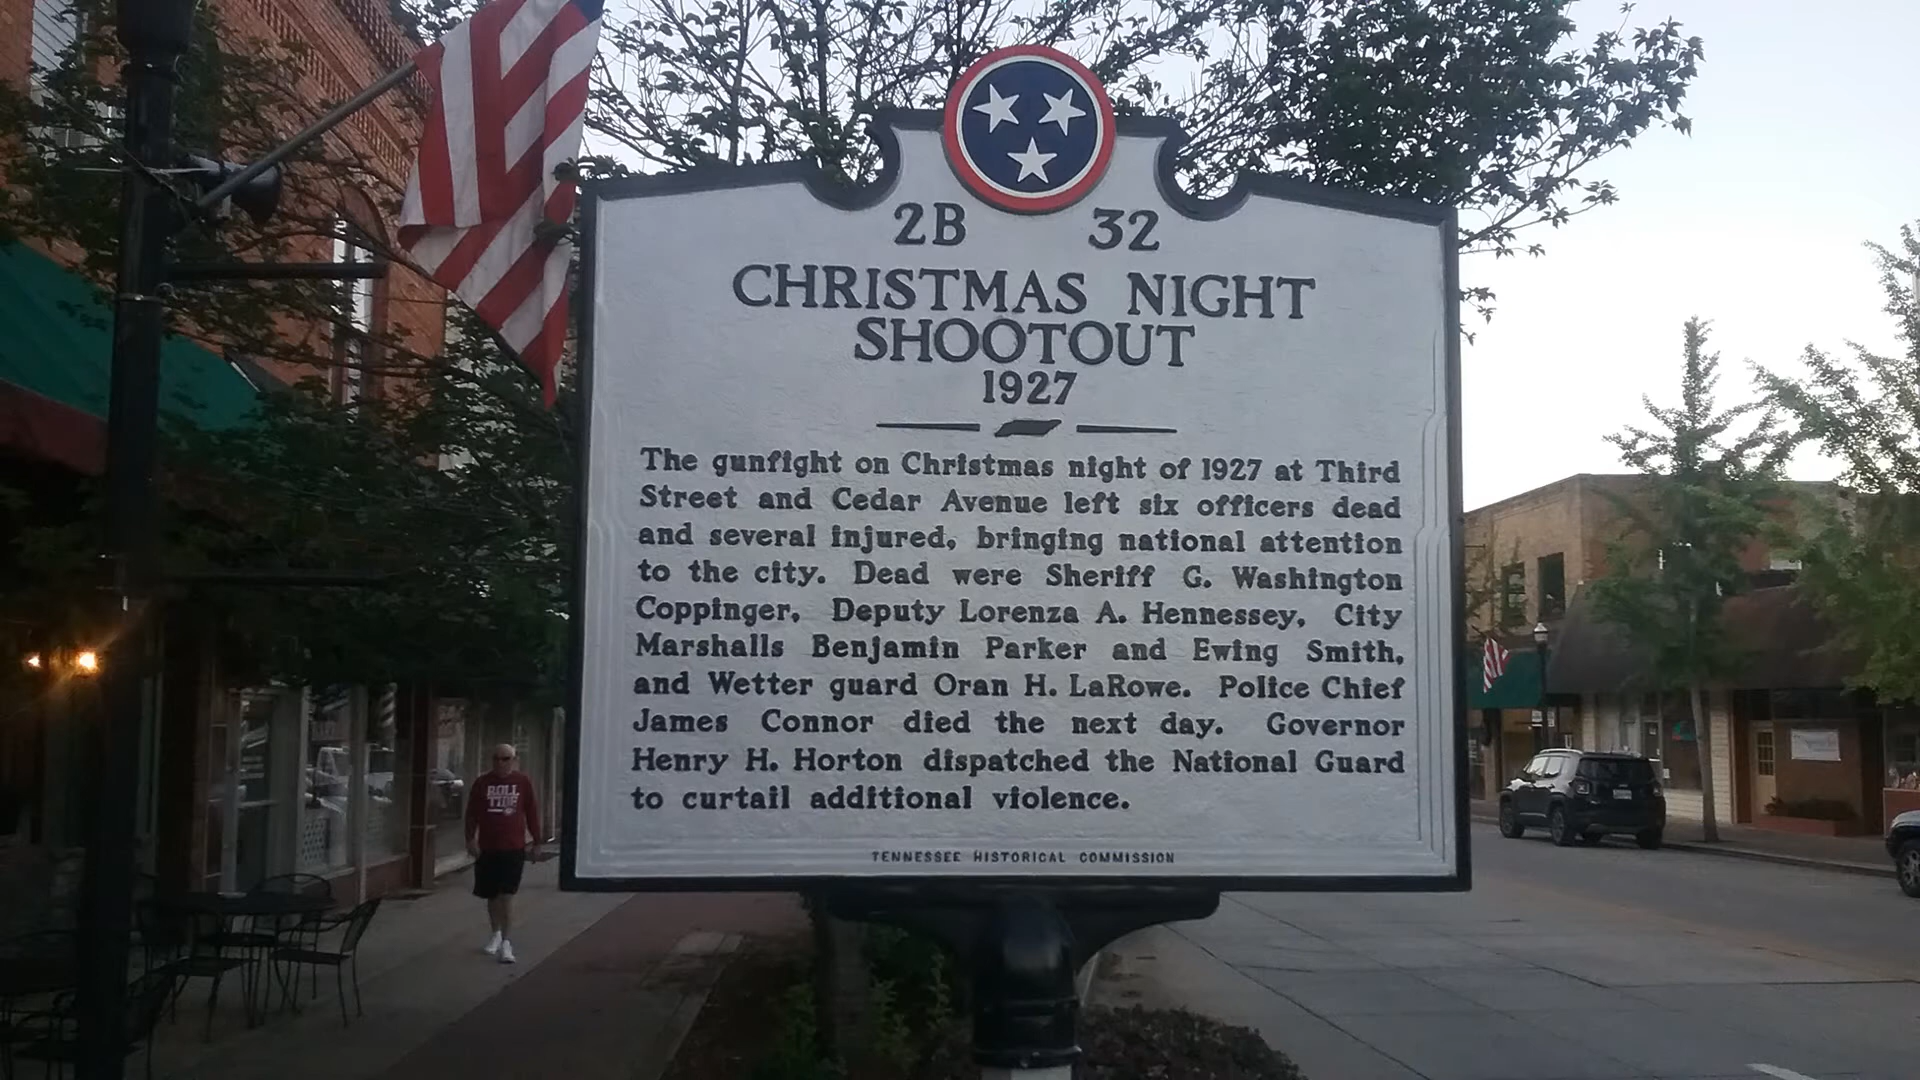 2B 32
CHRISTMAS NIGHT
SHOOTOUT
1927
The gunfight on Christmas night of 1927 at Third
Street and Cedar Avenue left six officers dead
and several injured, bringing national attention
to the city. Dead were Sheriff G. Washington
Coppinger, Deputy Lorenza A. Hennessey, City
Marshalls Benjamin Parker and Ewing Smith,
and Wetter guard Oran H. LaRowe. Police Chief
James Connor died the next day. Governor
Henry H. Horton dispatched the National Guard
to curtail additional violence.
TENNESSEE HISTORICAL COMMISSION
ROLL
TIDE